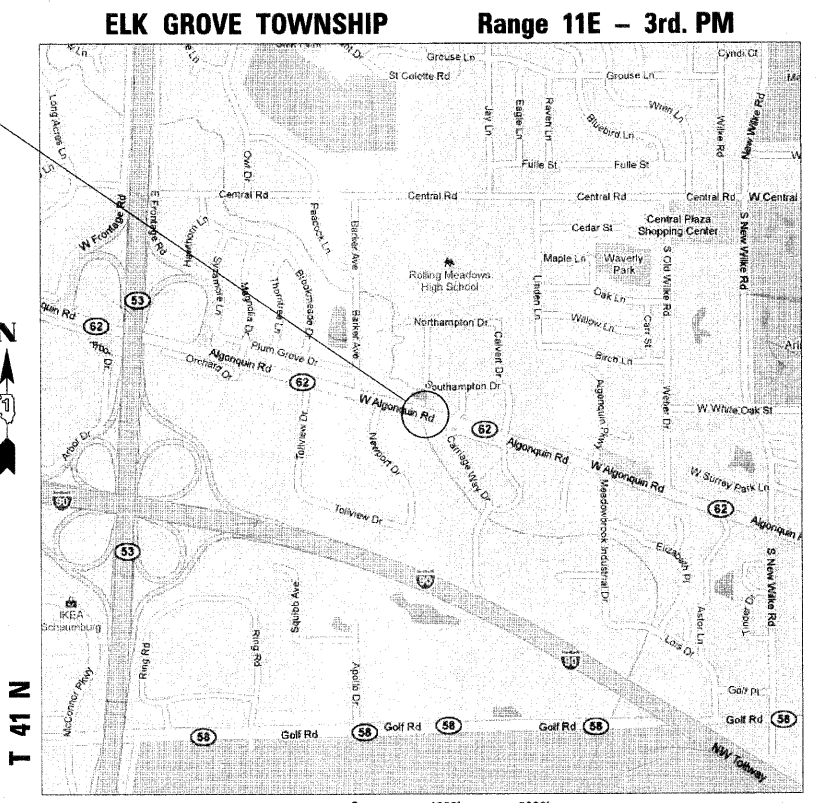 ELK GROVE TOWNSHIP Range 11E – 3rd. PM
Grouse Ln
Cyndi Ct
St Colette Rd
Grouse Ln
Long Acres Ln
Jay Ln
Eagle Ln
Raven Ln
Wren Ln
Bluebird Ln
Wilke Rd
New Wilke Rd
Owl Dr
Fulle St
Fulle St
Central Rd
Central Rd
Central Rd
Central Rd
W Central
W Frontage Rd
E Frontage Rd
Hawthorn Ln
Peacock Ln
Barker Ave
Cedar St
Central Plaza
Shopping Center
S New Wilke Rd
Sycamore Ln
Magnolia Dr
Thorntree Ln
Brookmeade Dr
Rolling Meadows
High School
Maple Ln
Waverly
Park
S Old Wilke Rd
Linden Ln
Oak Ln
53
62
quin Rd
N
Barker Ave
Northampton Dr
Calvert Dr
Willow Ln
Carr St
Birch Ln
Plum Grove Dr
Algonquin Rd
Orchard Dr
62
Southampton Dr
W Algonquin Rd
62
Algonquin Pkwy
Weber Dr
W White Oak St
Arbor Dr
Tollview Dr
Newport Dr
Carriage Way Dr
Algonquin Rd
W Algonquin Rd
W Surrey Park Ln
62
Algonquin
90
Tollview Dr
Meadowbrook Industrial Dr
53
Elizabeth Pl
S New Wilke Rd
90
IKEA
Schaumburg
Squibb Ave
Astor Ln
Tinder Dr
Ring Rd
Ring Rd
Lois Dr
90
McConnor Pkwy
Apollo Dr
Golf Pl
T 41 N
58
Golf Rd
58
Golf Rd
58
Golf Rd
58
Golf Rd
58
NW Tollway